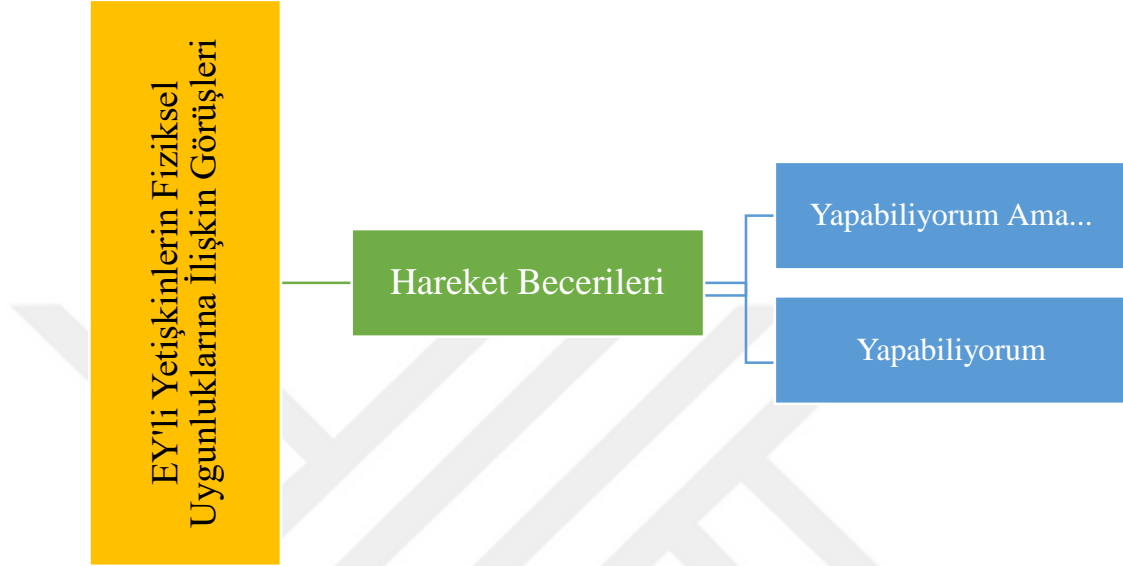 EY'li Yetişkinlerin Fiziksel
Uygunluklarına İlişkin Görüşleri
Hareket Becerileri
Yapabiliyorum Ama...
Yapabiliyorum